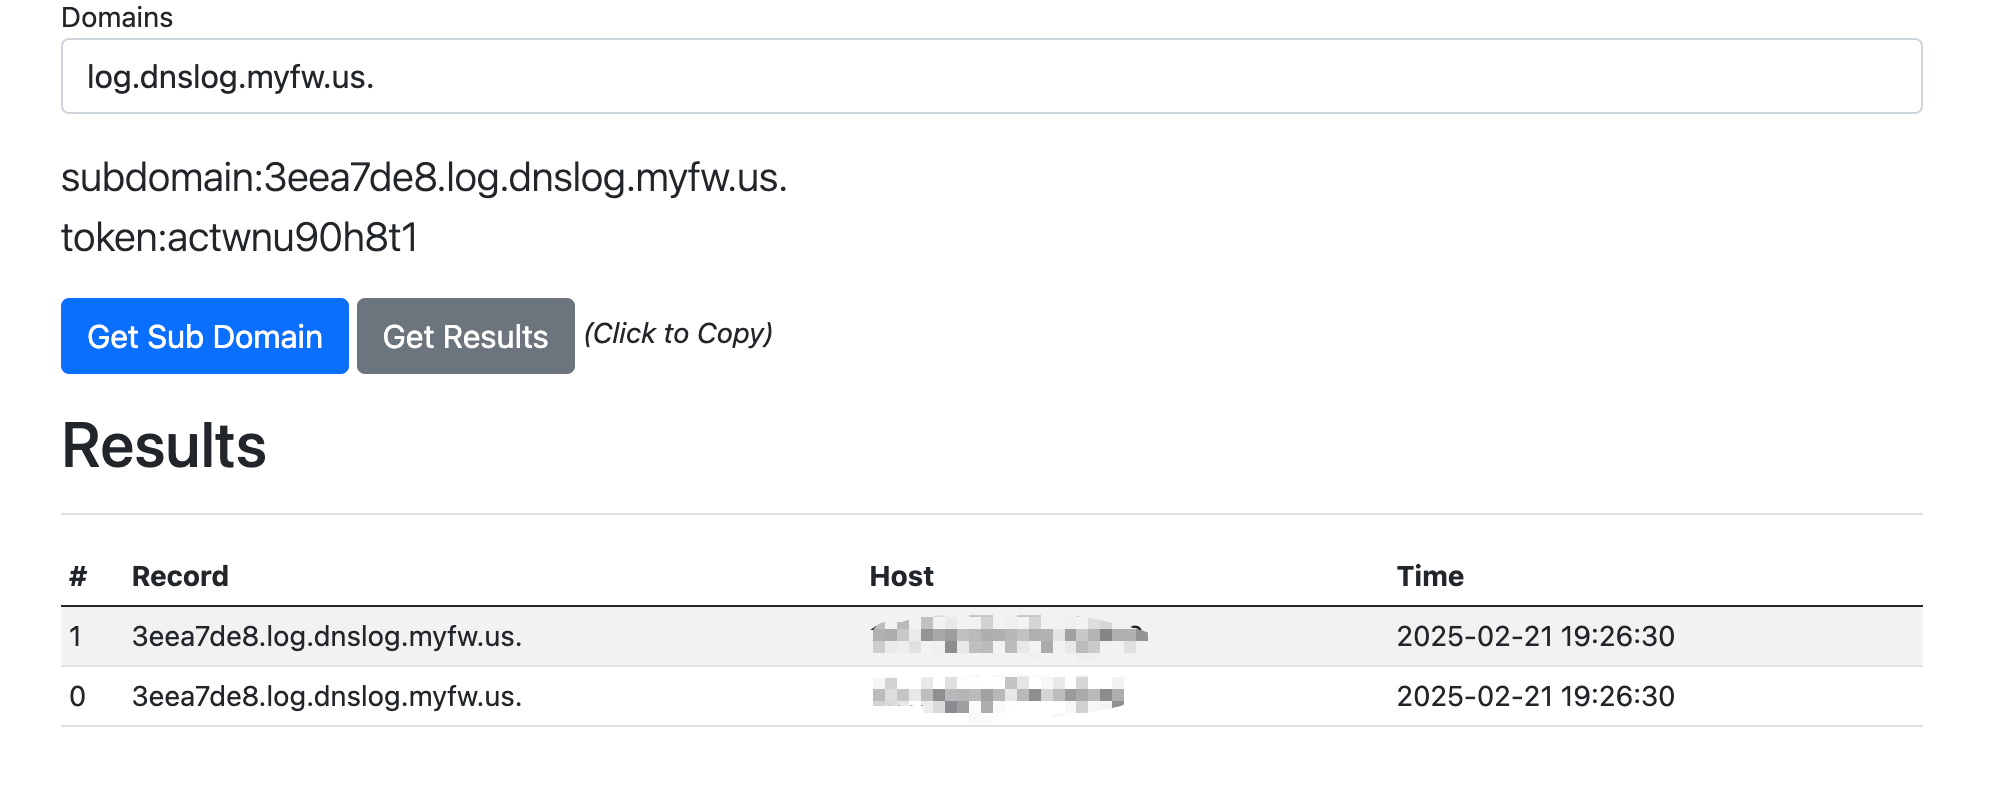 Domains
log.dnslog.myfw.us.
subdomain:3eea7de8.log.dnslog.myfw.us.
token:actwnu90h8t1
Get Sub Domain Get Results (Click to Copy)
Results
# Record Host Time
1 3eea7de8.log.dnslog.myfw.us. 2025-02-21 19:26:30
0 3eea7de8.log.dnslog.myfw.us. 2025-02-21 19:26:30